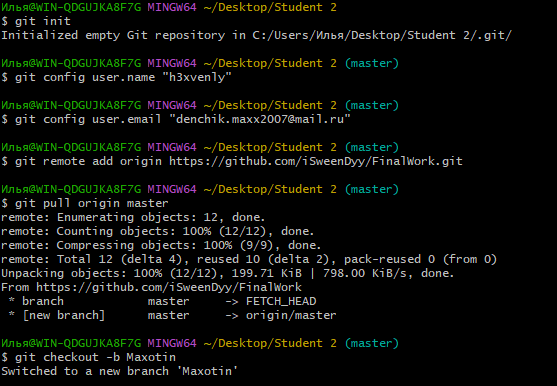 Илья@WIN-QDGUJKA8F7G MINGW64 ~/Desktop/Student 2
$ git init
Initialized empty Git repository in C:/Users/Илья/Desktop/Student 2/.git/
Илья@WIN-QDGUJKA8F7G MINGW64 ~/Desktop/Student 2 (master)
$ git config user.name "h3xvenly"
Илья@WIN-QDGUJKA8F7G MINGW64 ~/Desktop/Student 2 (master)
$ git config user.email "denchik.maxx2007@mail.ru"
Илья@WIN-QDGUJKA8F7G MINGW64 ~/Desktop/Student 2 (master)
$ git remote add origin https://github.com/iSweenDyy/FinalWork.git
Илья@WIN-QDGUJKA8F7G MINGW64 ~/Desktop/Student 2 (master)
$ git pull origin master
remote: Enumerating objects: 12, done.
remote: Counting objects: 100% (12/12), done.
remote: Compressing objects: 100% (9/9), done.
remote: Total 12 (delta 4), reused 10 (delta 2), pack-reused 0 (from 0)
Unpacking objects: 100% (12/12), 199.71 KiB | 798.00 KiB/s, done.
From https://github.com/iSweenDyy/FinalWork
 * branch            master     -> FETCH_HEAD
 * [new branch]      master     -> origin/master
Илья@WIN-QDGUJKA8F7G MINGW64 ~/Desktop/Student 2 (master)
$ git checkout -b Maxotin
Switched to a new branch 'Maxotin'